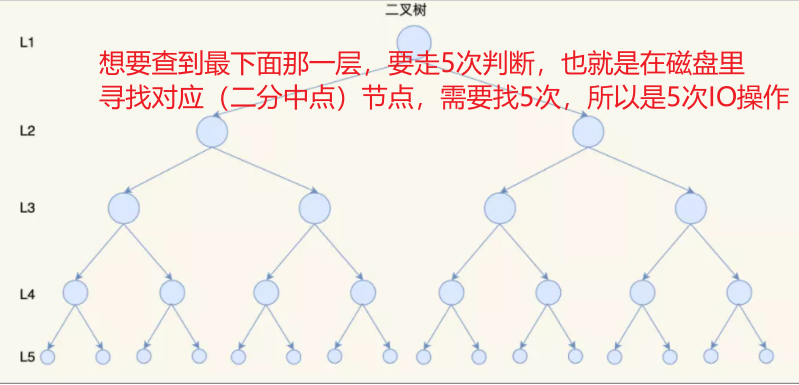 二叉树
L1
想要查到最下面那一层，要走5次判断，也就是在磁盘里
寻找对应（二分中点）节点，需要找5次，所以是5次IO操作
L2
L3
L4
L5